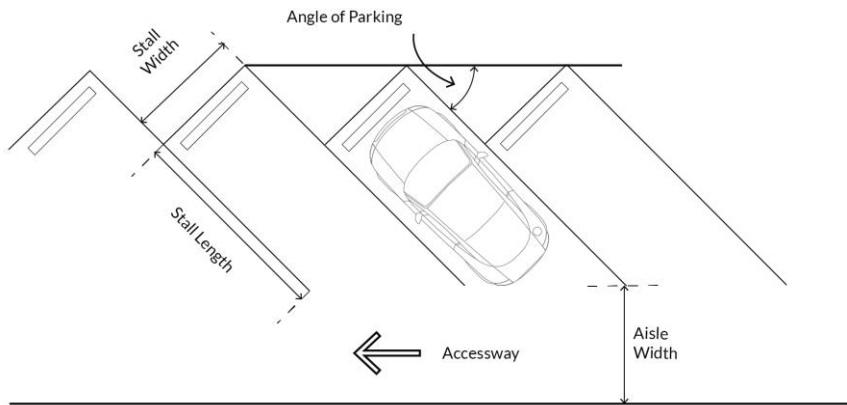 Angle of Parking
Stall
Width
Stall Length
Accessway
Aisle
Width